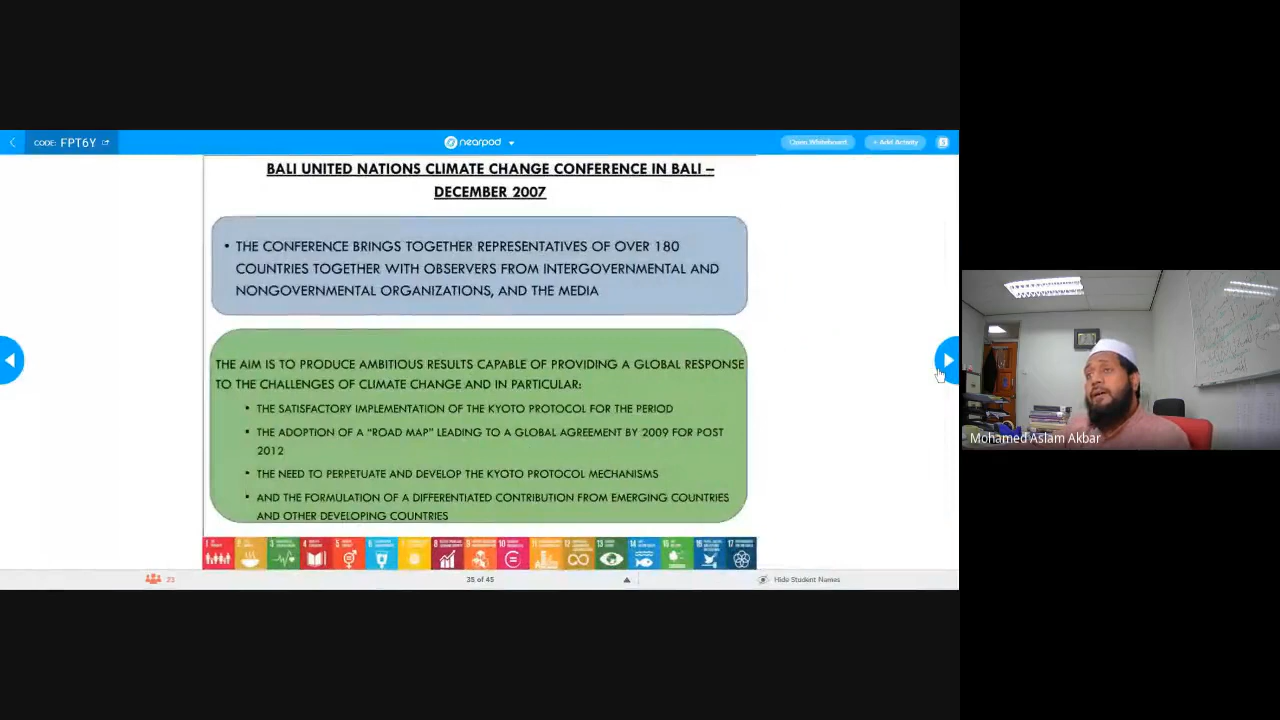 CODE: FPT6Y
nearpod
Open Whiteboard
+ Add Activity
BALI UNITED NATIONS CLIMATE CHANGE CONFERENCE IN BALI –
DECEMBER 2007
• THE CONFERENCE BRINGS TOGETHER REPRESENTATIVES OF OVER 180
COUNTRIES TOGETHER WITH OBSERVERS FROM INTERGOVERNMENTAL AND
NONGOVERNMENTAL ORGANIZATIONS, AND THE MEDIA
THE AIM IS TO PRODUCE AMBITIOUS RESULTS CAPABLE OF PROVIDING A GLOBAL RESPONSE
TO THE CHALLENGES OF CLIMATE CHANGE AND IN PARTICULAR:
• THE SATISFACTORY IMPLEMENTATION OF THE KYOTO PROTOCOL FOR THE PERIOD
• THE ADOPTION OF A “ROAD MAP” LEADING TO A GLOBAL AGREEMENT BY 2009 FOR POST
2012
• THE NEED TO PERPETUATE AND DEVELOP THE KYOTO PROTOCOL MECHANISMS
• AND THE FORMULATION OF A DIFFERENTIATED CONTRIBUTION FROM EMERGING COUNTRIES
AND OTHER DEVELOPING COUNTRIES
23
35 of 45
Hide Student Names
Mohamed Aslam Akbar